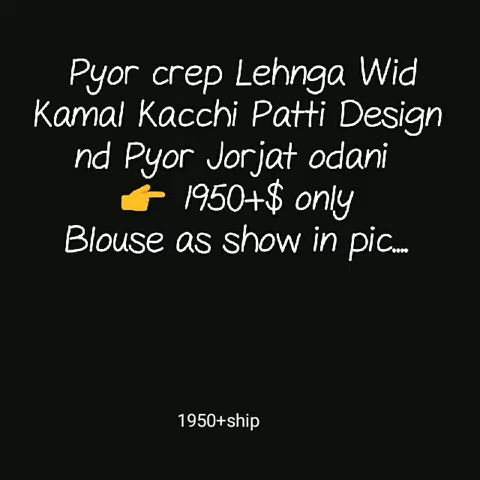 Pyor crep Lehnga Wid
Kamal Kacchi Patti Design
nd Pyor Jorjat odani
👉 1950+$ only
Blouse as show in pic....
1950+ship